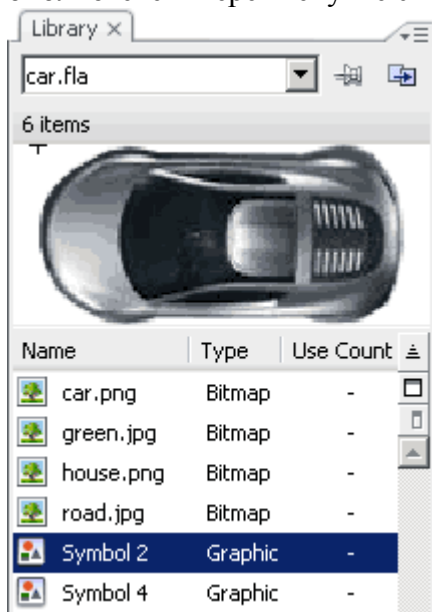 Library ×
car.fla
6 items
Name Type Use Count
car.png Bitmap -
green.jpg Bitmap -
house.png Bitmap -
road.jpg Bitmap -
Symbol 2 Graphic -
Symbol 4 Graphic -